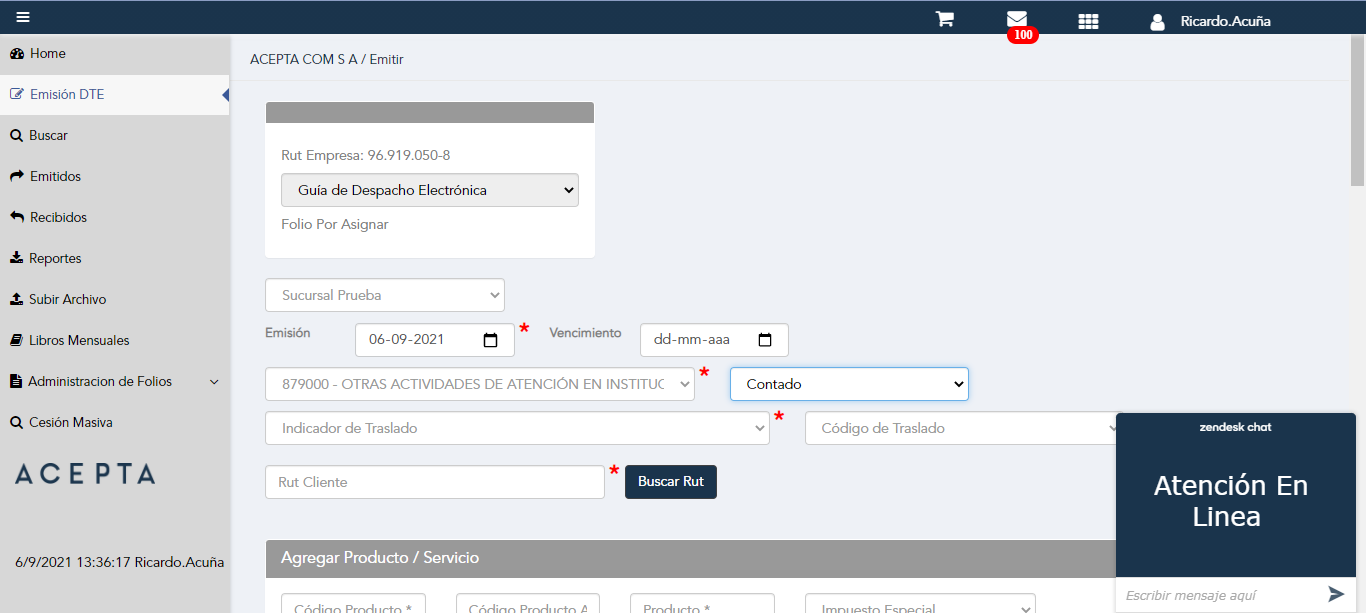 100
Ricardo.Acuña
Home
Emisión DTE
Buscar
Emitidos
Recibidos
Reportes
Subir Archivo
Libros Mensuales
Administracion de Folios
Cesión Masiva
ACEPTA
6/9/2021 13:36:17 Ricardo.Acuña
ACEPTA COM S A / Emitir
Rut Empresa: 96.919.050-8
Guía de Despacho Electrónica
Folio Por Asignar
Sucursal Prueba
Emisión 06-09-2021 * Vencimiento dd-mm-aaa
879000 - OTRAS ACTIVIDADES DE ATENCIÓN EN INSTITUC * Contado
Indicador de Traslado * Código de Traslado
Rut Cliente * Buscar Rut
Agregar Producto / Servicio
Código Producto * Código Producto A Producto * Impuesto Especial
zendesk chat
Atención En
Linea
Escribir mensaje aquí